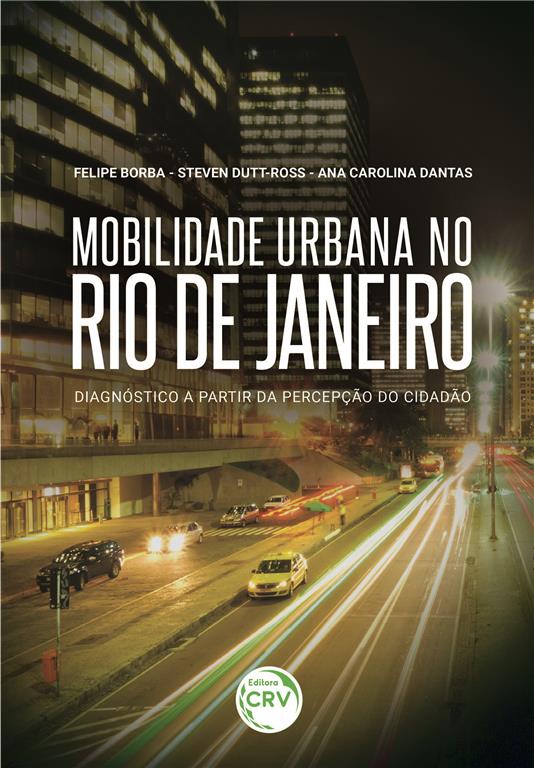 FELIPE BORBA - STEVEN DUTT-ROSS - ANA CAROLINA DANTAS
MOBILIDADE URBANA NO
RIO DE JANEIRO
DIAGNÓSTICO A PARTIR DA PERCEPÇÃO DO CIDADÃO
Editora
CRV